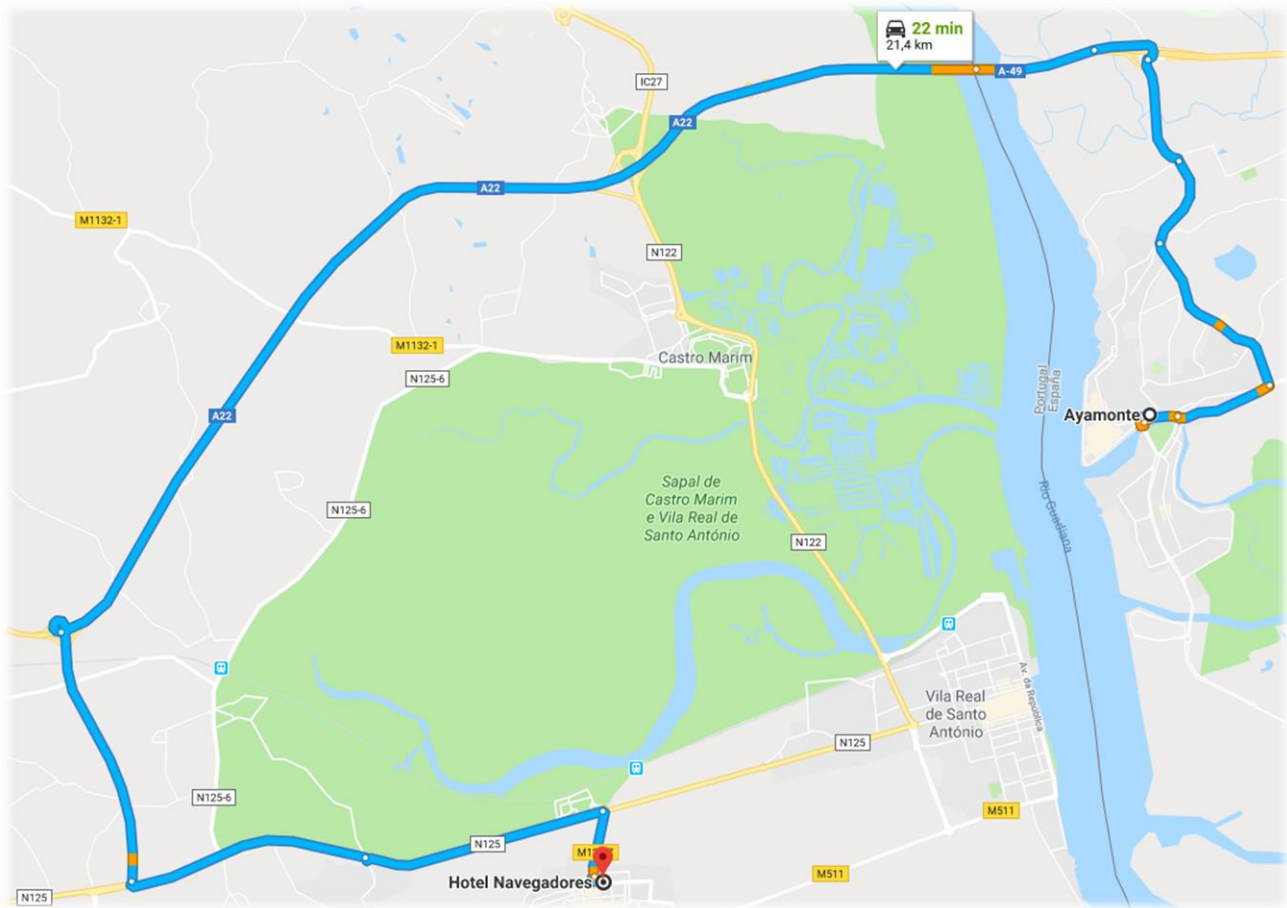 22 min
21,4 km
A-49
IC27
A22
A22
M1132-1
N122
M1132-1
Castro Marim
N125-6
A22
Portugal
España
Ayamonte
Sapal de
Castro Marim
e Vila Real de
Santo António
N125-6
Río Guadiana
N122
Av. da República
Vila Real
de Santo
António
N125
N125-6
M511
N125
Hotel Navegadores
M511
N125